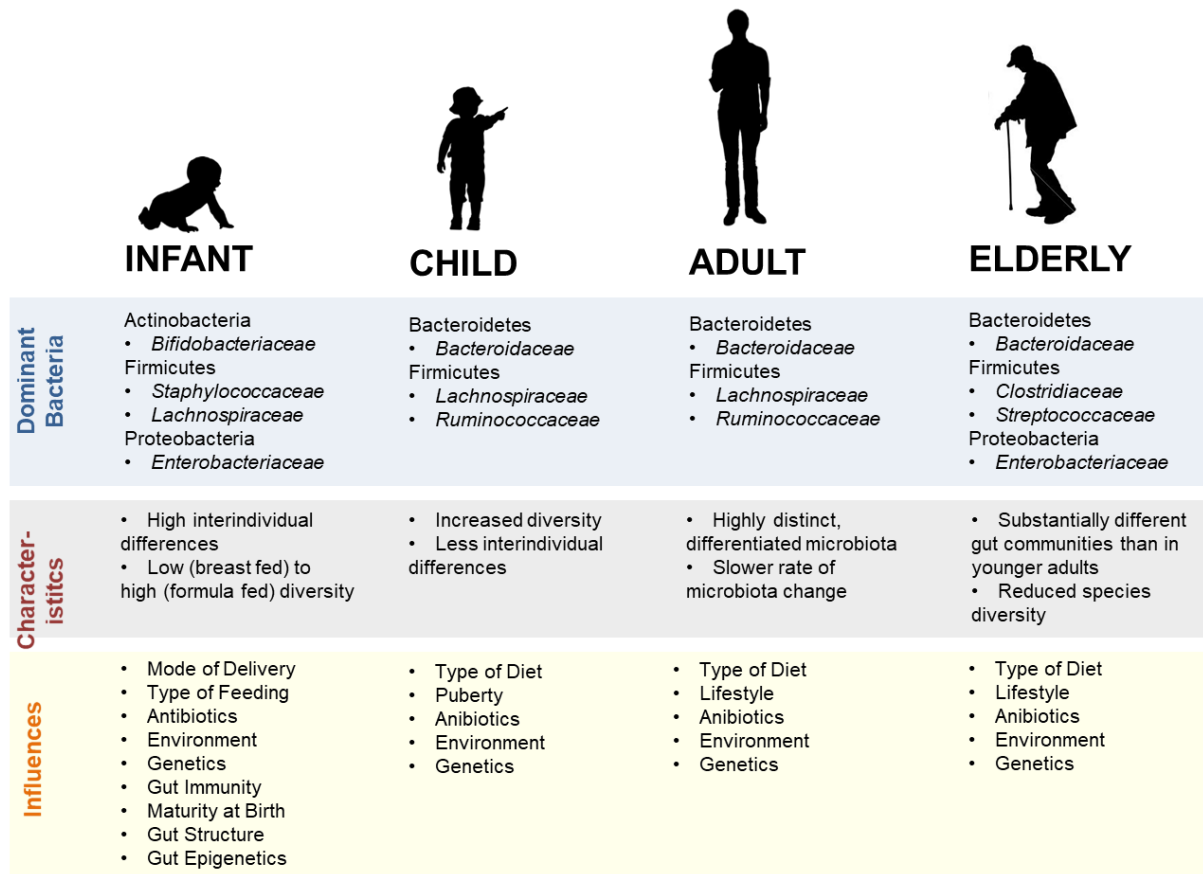 INFANT
CHILD
ADULT
ELDERLY
Dominant
Bacteria
Actinobacteria
• Bifidobacteriaceae
Firmicutes
• Staphylococcaceae
• Lachnospiraceae
Proteobacteria
• Enterobacteriaceae
Bacteroidetes
• Bacteroidaceae
Firmicutes
• Lachnospiraceae
• Ruminococcaceae
Bacteroidetes
• Bacteroidaceae
Firmicutes
• Lachnospiraceae
• Ruminococcaceae
Bacteroidetes
• Bacteroidaceae
Firmicutes
• Clostridiaceae
• Streptococcaceae
Proteobacteria
• Enterobacteriaceae
Character-
istitcs
• High interindividual
differences
• Low (breast fed) to
high (formula fed) diversity
• Increased diversity
• Less interindividual
differences
• Highly distinct,
differentiated microbiota
• Slower rate of
microbiota change
• Substantially different
gut communities than in
younger adults
• Reduced species
diversity
Influences
• Mode of Delivery
• Type of Feeding
• Antibiotics
• Environment
• Genetics
• Gut Immunity
• Maturity at Birth
• Gut Structure
• Gut Epigenetics
• Type of Diet
• Puberty
• Anibiotics
• Environment
• Genetics
• Type of Diet
• Lifestyle
• Anibiotics
• Environment
• Genetics
• Type of Diet
• Lifestyle
• Anibiotics
• Environment
• Genetics